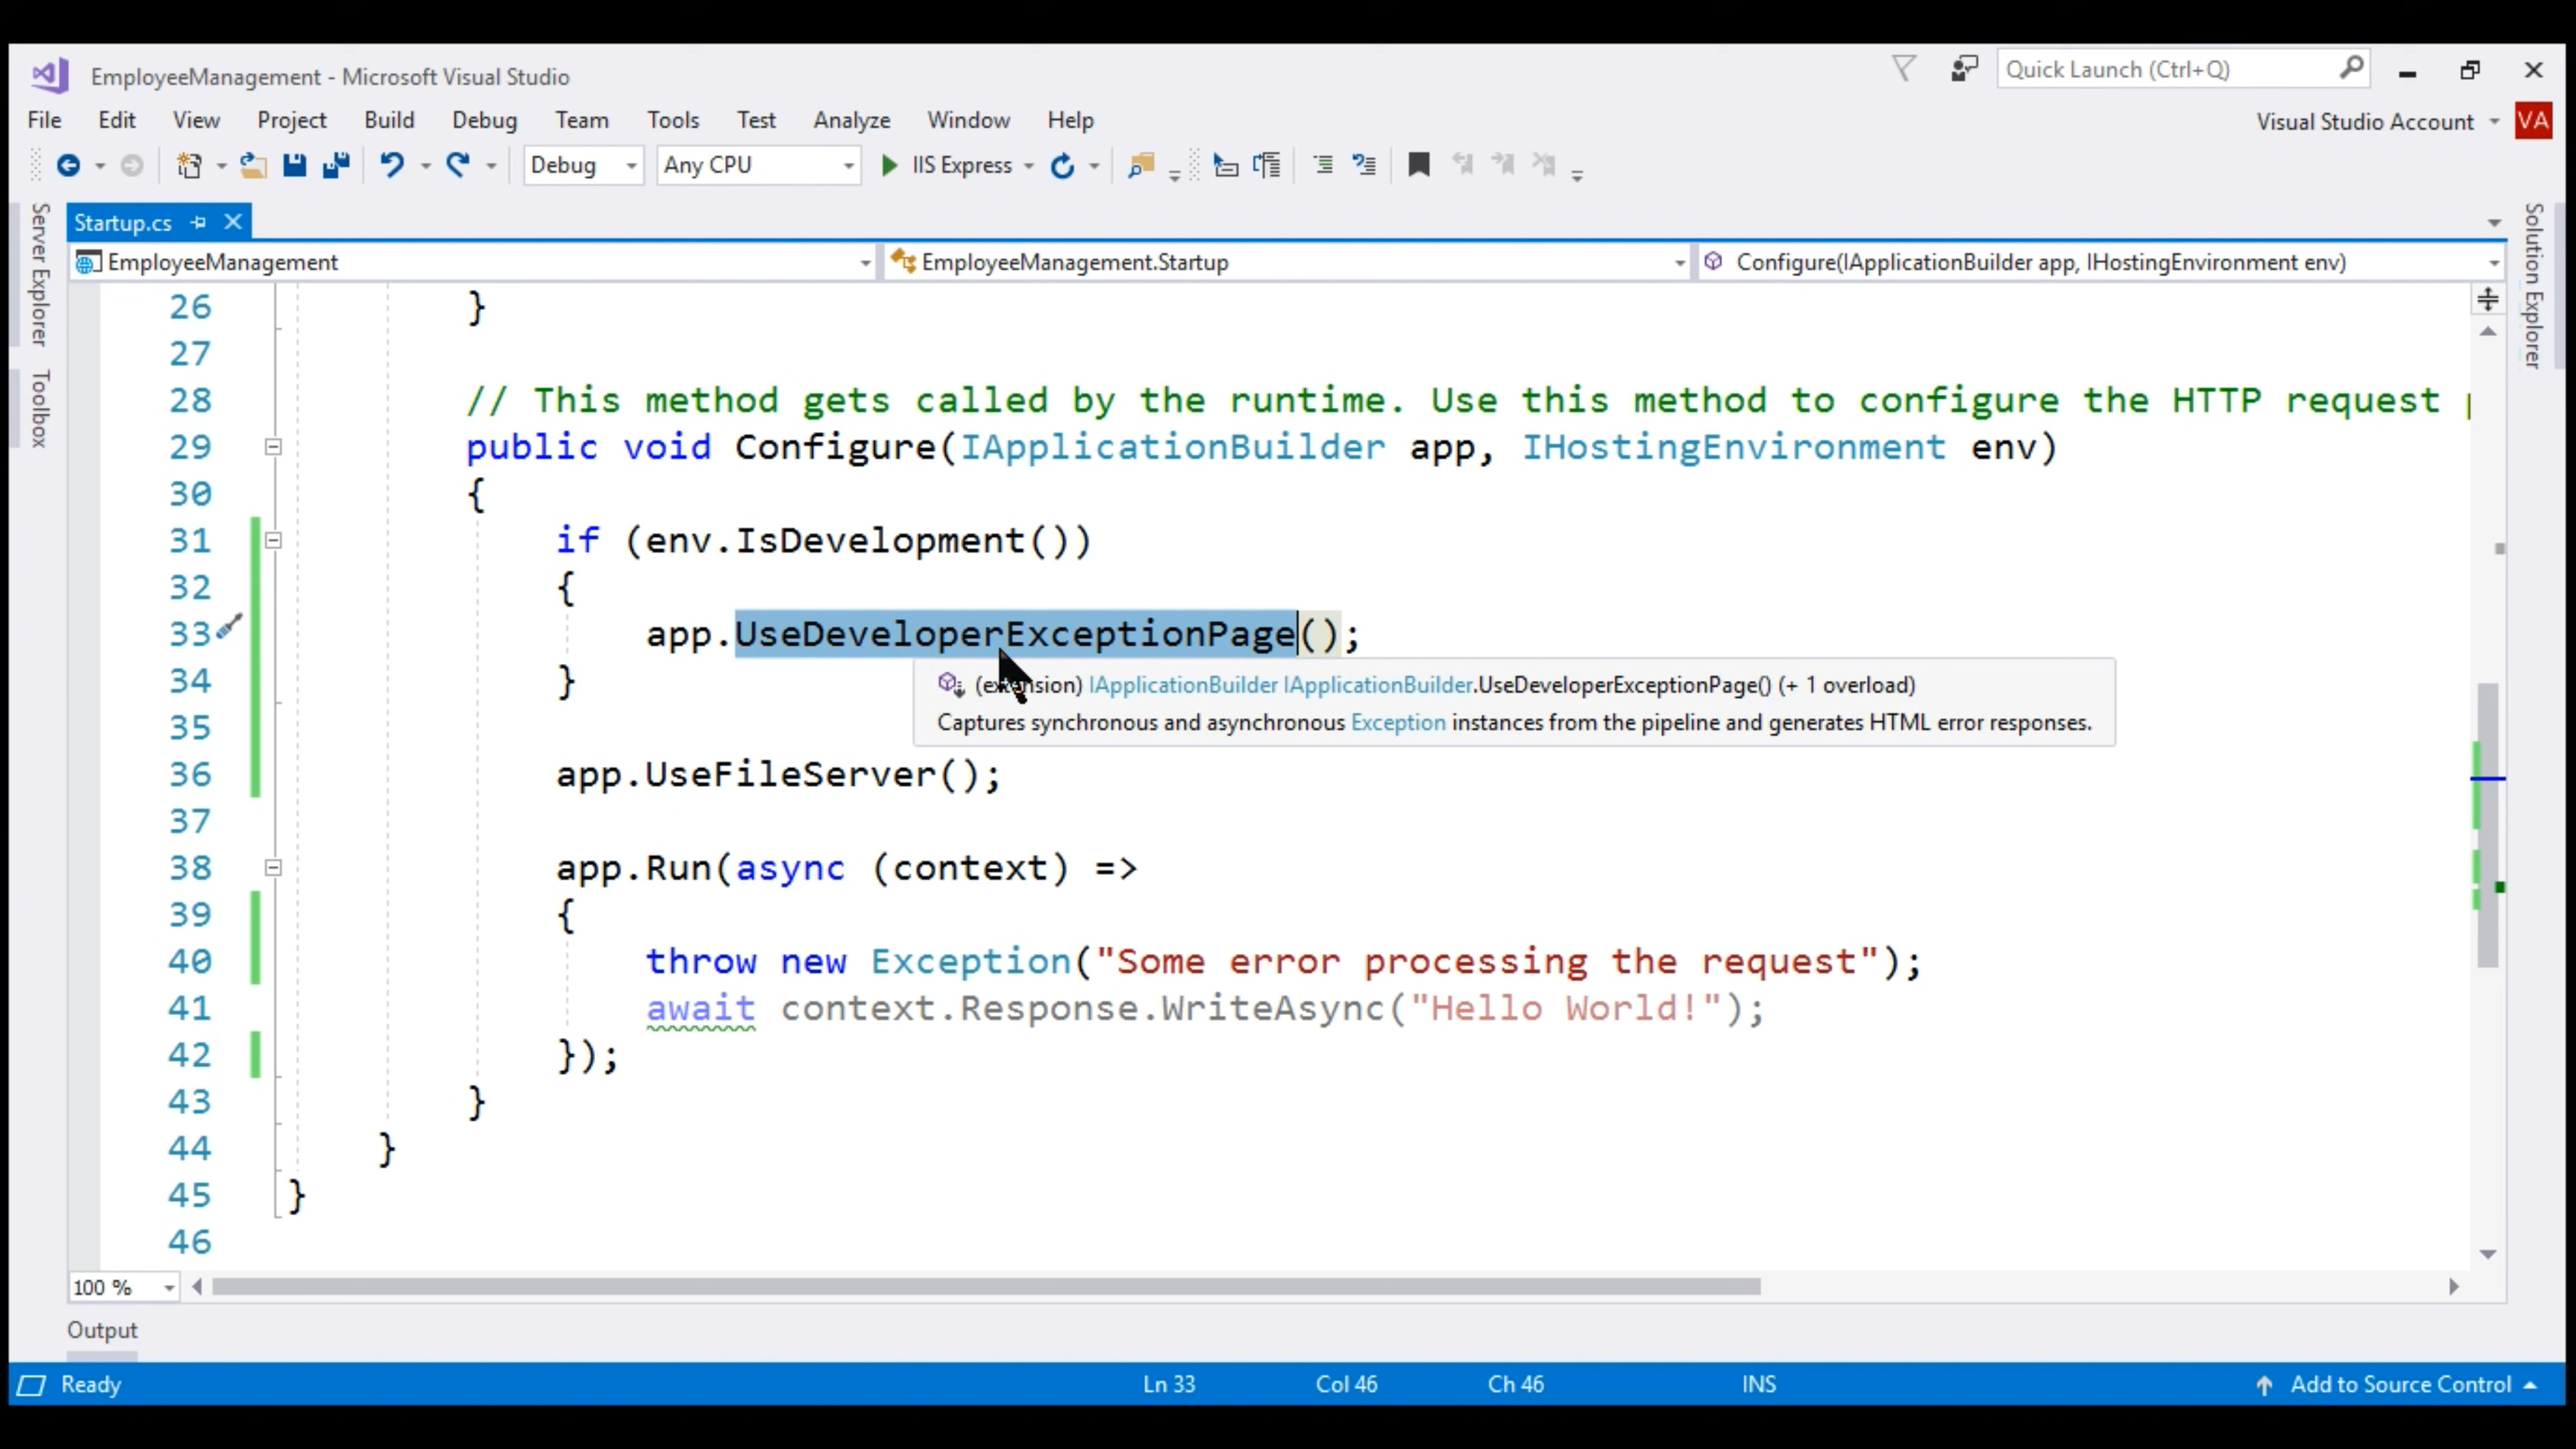 EmployeeManagement - Microsoft Visual Studio
Quick Launch (Ctrl+Q)
File Edit View Project Build Debug Team Tools Test Analyze Window Help
Visual Studio Account VA
Debug Any CPU IIS Express
Server Explorer
Toolbox
Solution Explorer
Startup.cs
EmployeeManagement EmployeeManagement.Startup Configure(IApplicationBuilder app, IHostingEnvironment env)
26 }
27
28 // This method gets called by the runtime. Use this method to configure the HTTP request
29 public void Configure(IApplicationBuilder app, IHostingEnvironment env)
30 {
31 if (env.IsDevelopment())
32 {
33 app.UseDeveloperExceptionPage();
34 }
(extension) IApplicationBuilder IApplicationBuilder.UseDeveloperExceptionPage() (+ 1 overload)
Captures synchronous and asynchronous Exception instances from the pipeline and generates HTML error responses.
35
36 app.UseFileServer();
37
38 app.Run(async (context) =>
39 {
40 throw new Exception("Some error processing the request");
41 await context.Response.WriteAsync("Hello World!");
42 });
43 }
44 }
45 }
46
100 %
Output
Ready Ln 33 Col 46 Ch 46 INS Add to Source Control